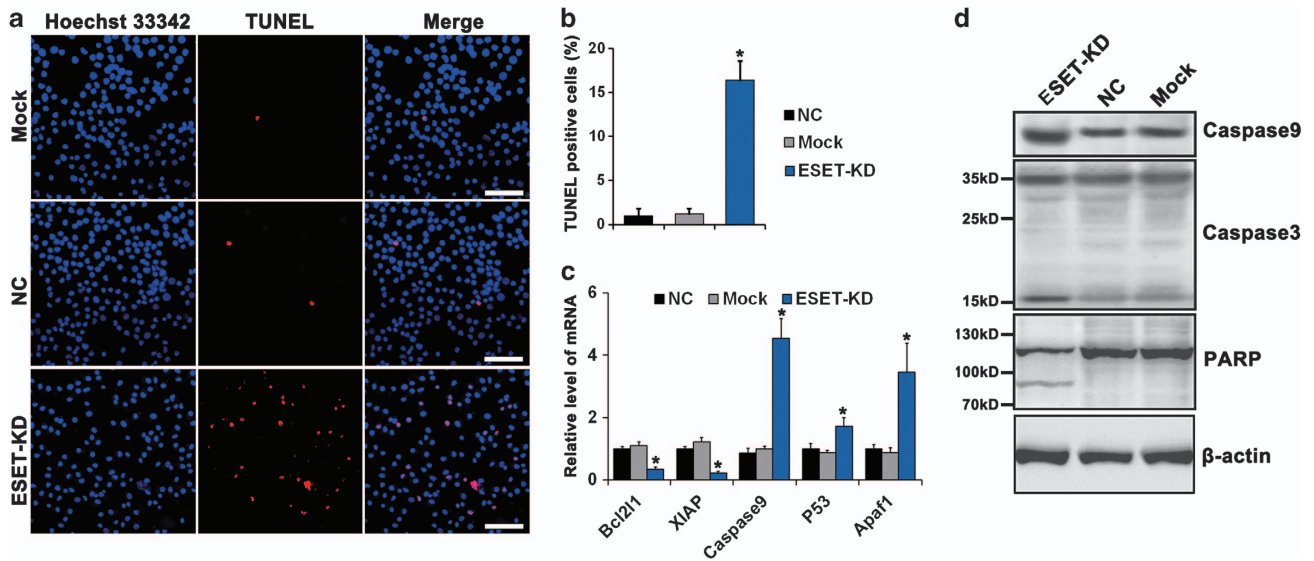 a
Hoechst 33342 TUNEL Merge
Mock
NC
ESET-KD
b
TUNEL positive cells (%)
20
15
10
5
0
*
NC
Mock
ESET-KD
c
Relative level of mRNA
6
4
2
0
NC Mock ESET-KD
* * * * *
Bcl2l1 XIAP Caspase9 P53 Apaf1
d
ESET-KD NC Mock
Caspase9
35kD
25kD
Caspase3
15kD
130kD
PARP
100kD
70kD
β-actin